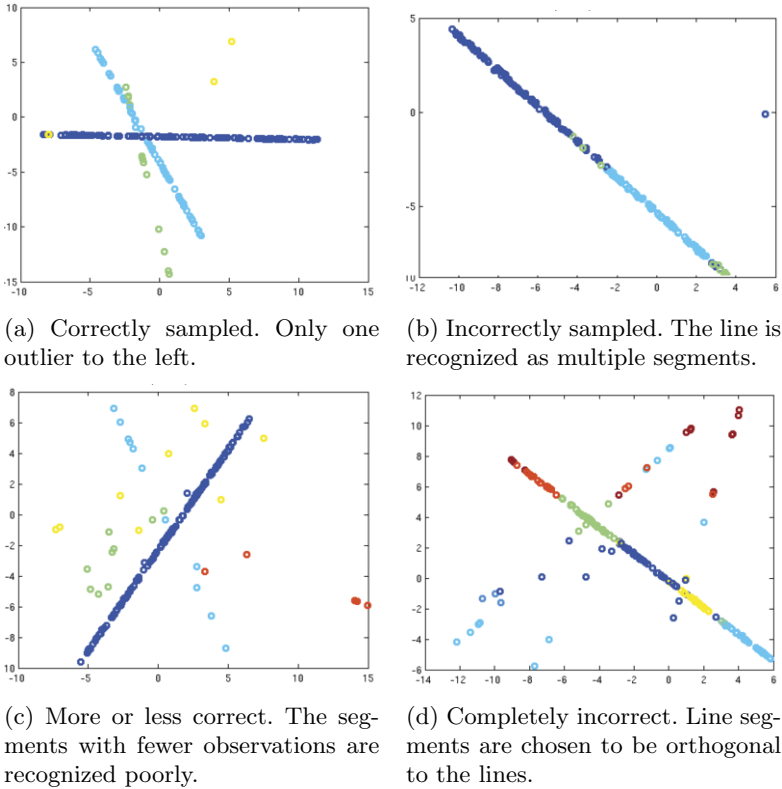 10
5
0
-5
-10
-15
-10 -5 0 5 10 15
5
0
-12 -10 -8 -6 -4 -2 0 2 4 6
(a) Correctly sampled. Only one
outlier to the left.
(b) Incorrectly sampled. The line is
recognized as multiple segments.
8
6
4
2
0
-2
-4
-6
-8
10
-5 0 5 10 15
12
10
8
6
4
2
0
-2
-4
-6
-14 -12 -10 -8 -6 -4 -2 0 2 4 6
(c) More or less correct. The seg-
ments with fewer observations are
recognized poorly.
(d) Completely incorrect. Line seg-
ments are chosen to be orthogonal
to the lines.